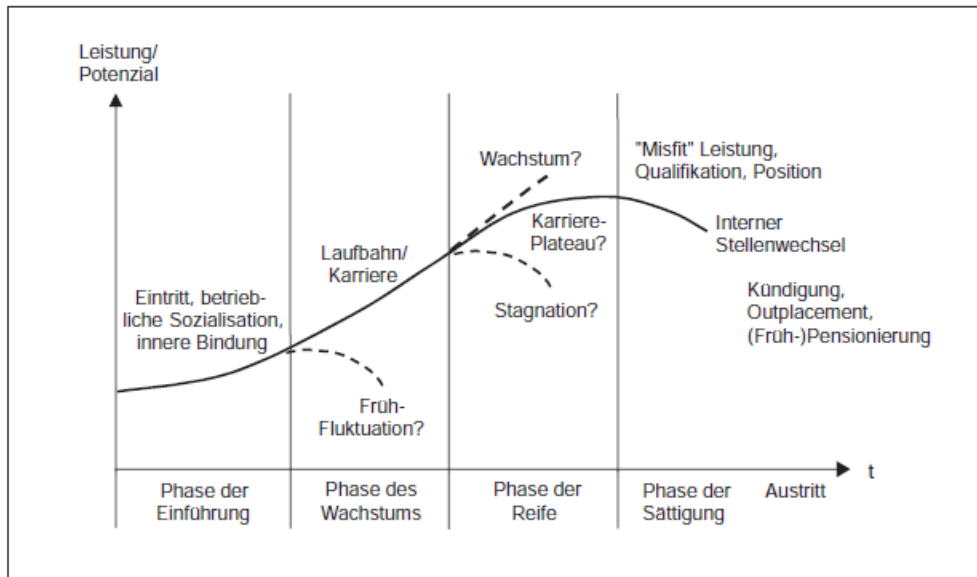 Leistung/
Potenzial
Wachstum?
"Misfit" Leistung,
Qualifikation, Position
Karriere-
Plateau?
Interner
Stellenwechsel
Laufbahn/
Karriere
Eintritt, betrieb-
liche Sozialisation,
innere Bindung
Stagnation?
Kündigung,
Outplacement,
(Früh-)Pensionierung
Früh-
Fluktuation?
t
Phase der
Einführung
Phase des
Wachstums
Phase der
Reife
Phase der
Sättigung
Austritt